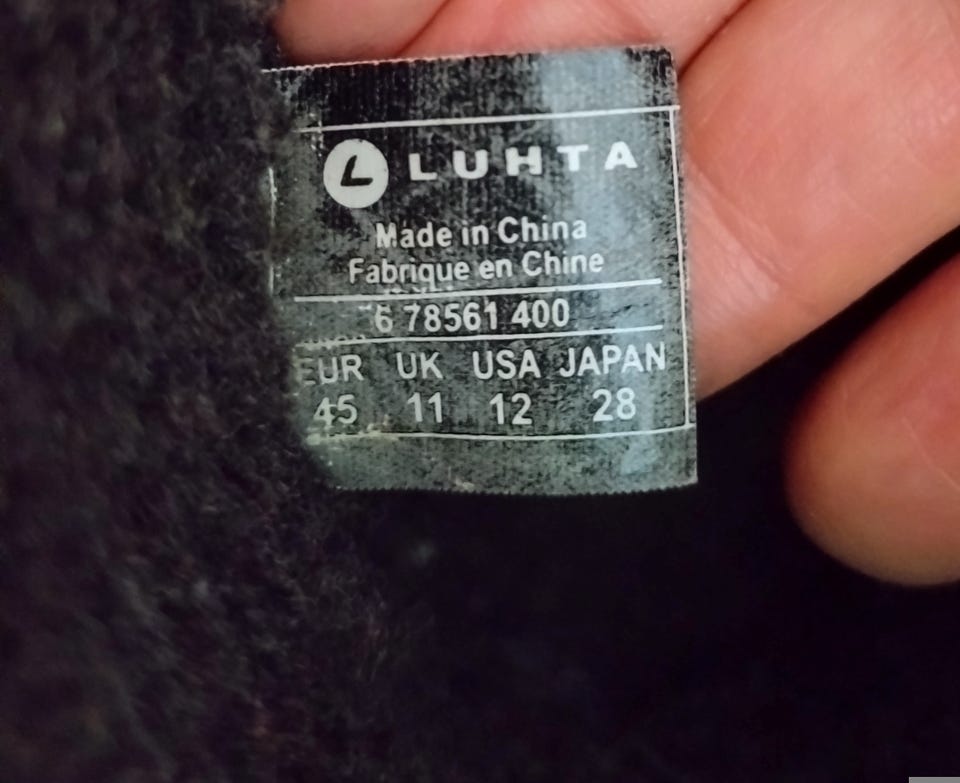 L LUHTA
Made in China
Fabrique en Chine
6 78561 400
EUR UK USA JAPAN
45 11 12 28